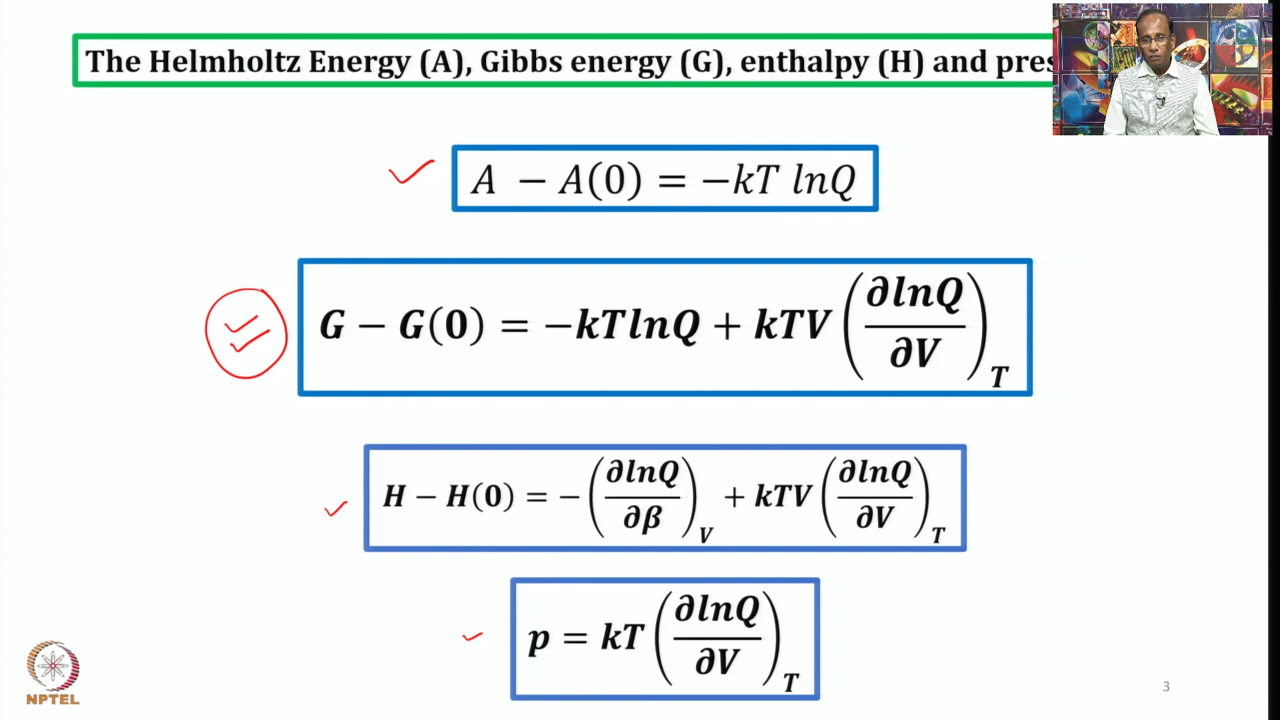 The Helmholtz Energy (A), Gibbs energy (G), enthalpy (H) and pres
A − A(0) = −kT lnQ
G − G(0) = −kTlnQ + kTV (∂lnQ/∂V)_T
H − H(0) = −(∂lnQ/∂β)_V + kTV (∂lnQ/∂V)_T
p = kT (∂lnQ/∂V)_T
NPTEL
3